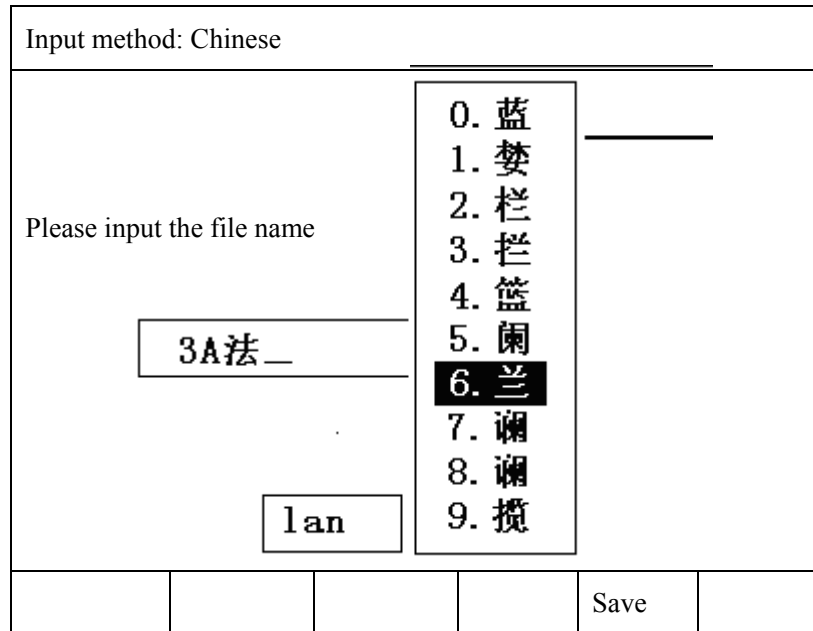 Input method: Chinese
0. 蓝
1. 婪
2. 栏
3. 拦
Please input the file name
4. 篮
5. 阑
3A法_
6. 兰
7. 谰
8. 谰
lan
9. 揽
Save